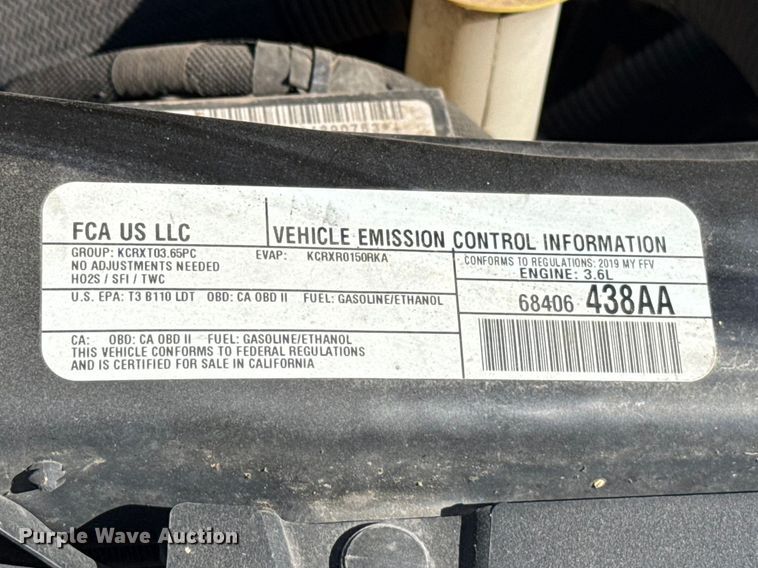 FCA US LLC
VEHICLE EMISSION CONTROL INFORMATION
GROUP: KCRXT03.65PC EVAP: KCRXR0150RKA
NO ADJUSTMENTS NEEDED
HO2S / SFI / TWC
CONFORMS TO REGULATIONS: 2019 MY FFV
ENGINE: 3.6L
U.S. EPA: T3 B110 LDT OBD: CA OBD II FUEL: GASOLINE/ETHANOL
68406 438AA
CA: OBD: CA OBD II FUEL: GASOLINE/ETHANOL
THIS VEHICLE CONFORMS TO FEDERAL REGULATIONS
AND IS CERTIFIED FOR SALE IN CALIFORNIA
Purple Wave Auction